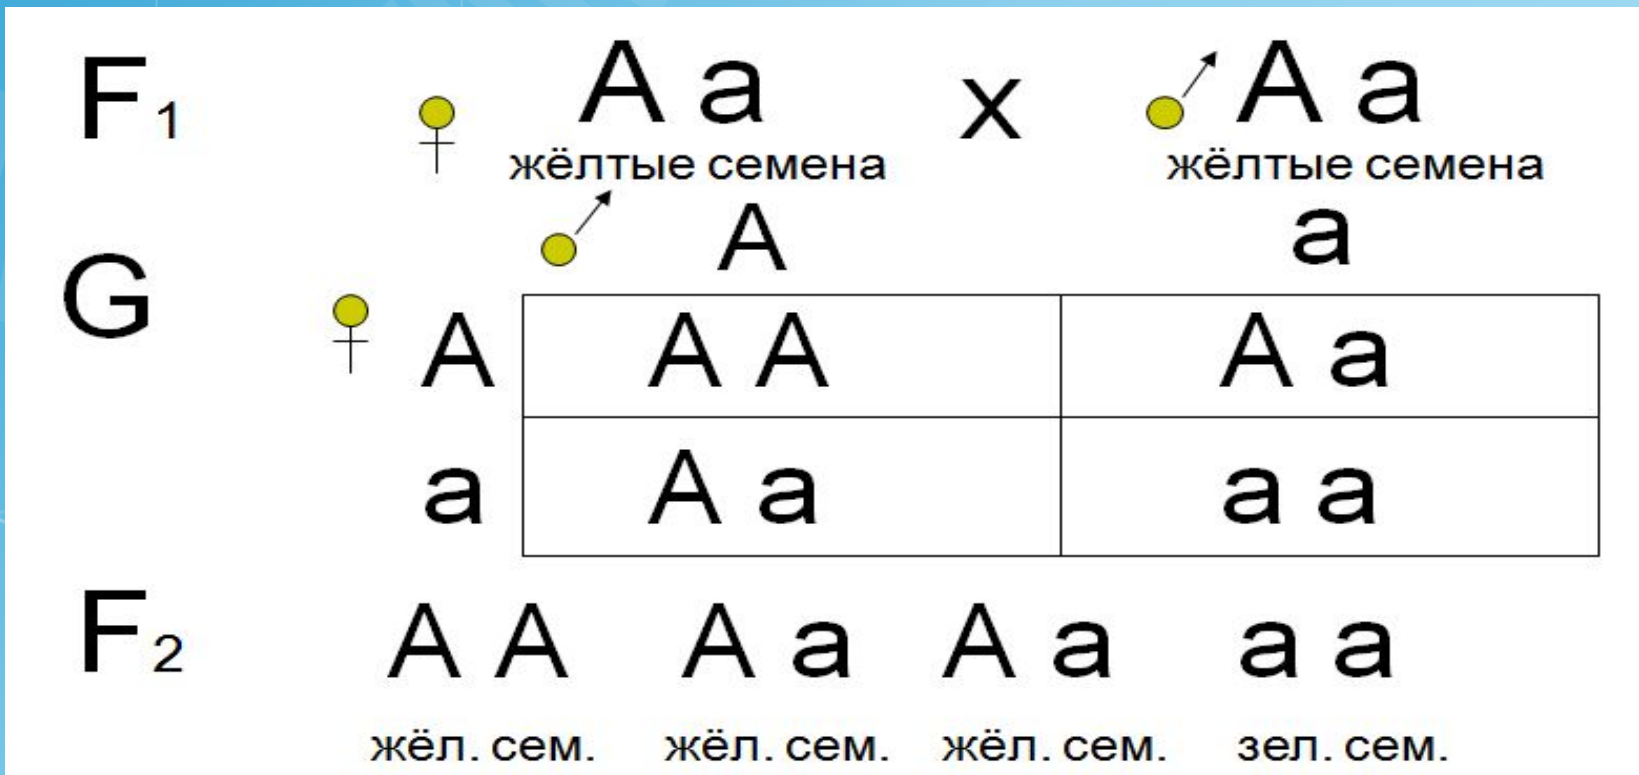 F1 ♀ А а х ♂ А а
жёлтые семена жёлтые семена
♂ А а
G
♀ А А А А а
а А а а а
F2 А А А а А а а а
жёл. сем. жёл. сем. жёл. сем. зел. сем.